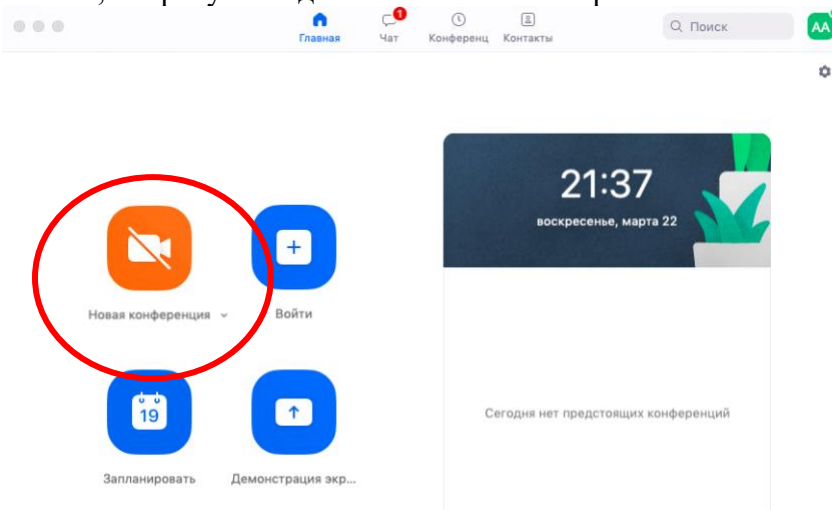 Главная
Чат
1
Конференц
Контакты
Поиск
AA
21:37
воскресенье, марта 22
Новая конференция
Войти
19
Запланировать
Демонстрация экр...
Сегодня нет предстоящих конференций